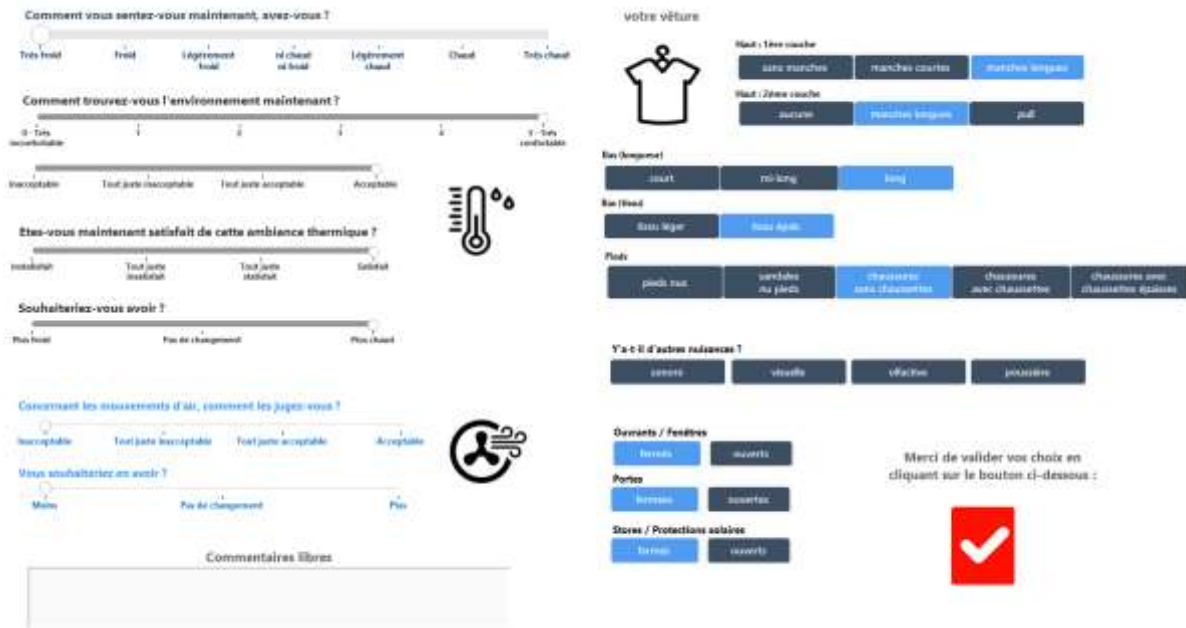 Comment vous sentez-vous maintenant, avez-vous ?
Très froid
Froid
Légèrement froid
ni chaud ni froid
Légèrement chaud
Chaud
Très chaud
Comment trouvez-vous l'environnement maintenant ?
0 - Très inconfortable
1
2
3
4
5 - Très confortable
Inacceptable
Tout juste inacceptable
Tout juste acceptable
Acceptable
Etes-vous maintenant satisfait de cette ambiance thermique ?
Insatisfait
Tout juste insatisfait
Tout juste satisfait
Satisfait
Souhaiteriez-vous avoir ?
Plus froid
Pas de changement
Plus chaud
Concernant les mouvements d'air, comment les jugez-vous ?
Inacceptable
Tout juste inacceptable
Tout juste acceptable
Acceptable
Vous souhaiteriez en avoir ?
Moins
Pas de changement
Plus
Commentaires libres
votre vêture
Haut : 1ère couche
sans manches
manches courtes
manches longues
Haut : 2ème couche
aucune
manches longues
pull
Bas (longueur)
court
mi-long
long
Bas (tissu)
tissu léger
tissu épais
Pieds
pieds nus
sandales nu pieds
chaussures sans chaussettes
chaussures avec chaussettes
chaussures avec chaussettes épaisses
Y'a-t-il d'autres nuisances ?
sonore
visuelle
olfactive
poussière
Ouvrants / Fenêtres
fermés
ouverts
Portes
fermées
ouvertes
Stores / Protections solaires
fermés
ouverts
Merci de valider vos choix en
cliquant sur le bouton ci-dessous :